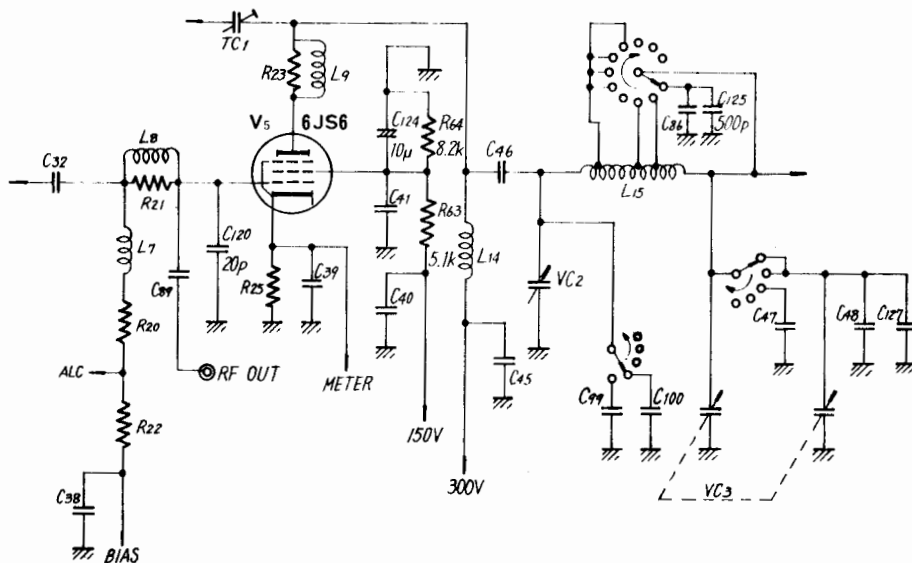 TC1
R23
L9
V5 6JS6
C124
10μ
R64
8.2k
C86
C125
500p
L8
C32
R21
C46
L15
C41
R63
5.1k
L7
C120
20p
C89
R25
C39
C40
L14
VC2
R20
C47
C48
C127
ALC
RF OUT
METER
C45
R22
C99
C100
150V
C38
300V
VC3
BIAS